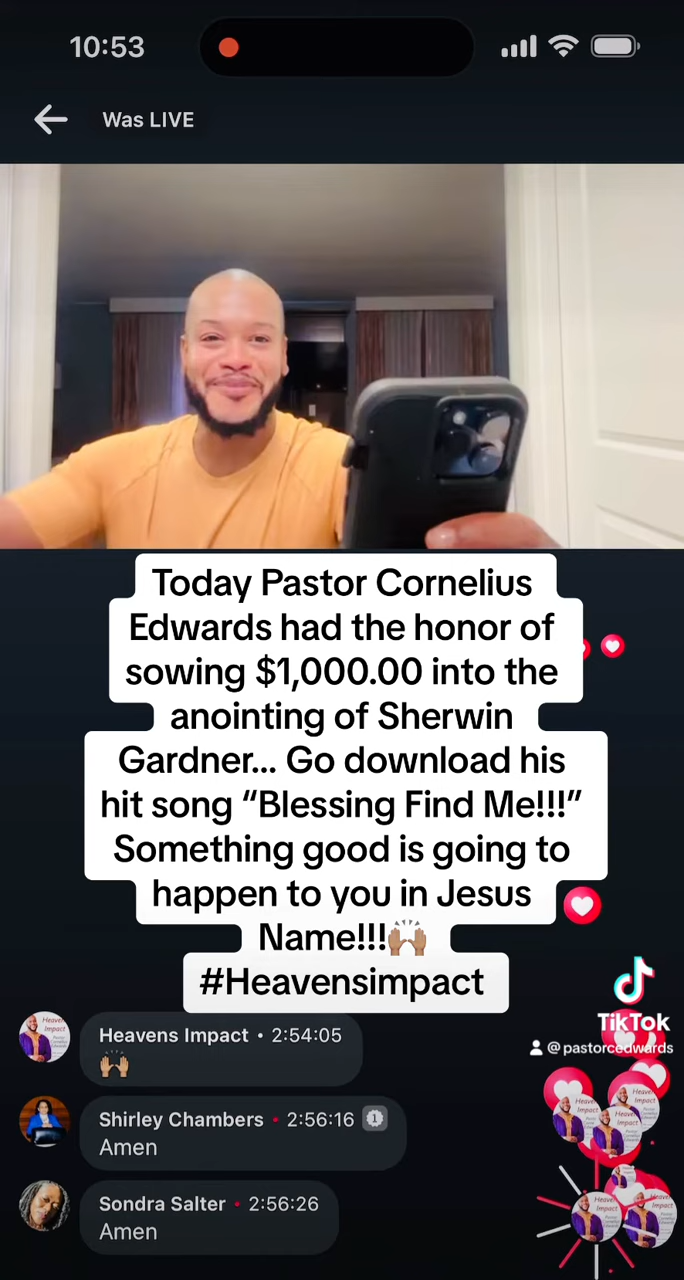 10:53
Was LIVE
Today Pastor Cornelius
Edwards had the honor of
sowing $1,000.00 into the
anointing of Sherwin
Gardner... Go download his
hit song “Blessing Find Me!!!”
Something good is going to
happen to you in Jesus
Name!!!🙌🏽
#Heavensimpact
Heavens Impact • 2:54:05
🙌🏽
Shirley Chambers • 2:56:16
Amen
Sondra Salter • 2:56:26
Amen
TikTok
@pastorcedwards
Heavens
Impact